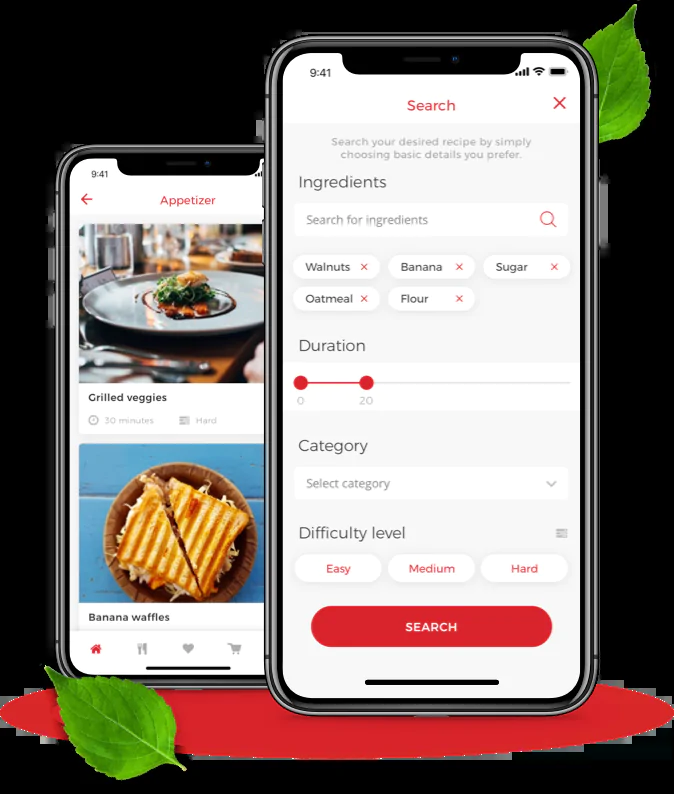 9:41
Appetizer
Grilled veggies
30 minutes
Hard
Banana waffles
9:41
Search
Search your desired recipe by simply
choosing basic details you prefer.
Ingredients
Search for ingredients
Walnuts
Banana
Sugar
Oatmeal
Flour
Duration
0
20
Category
Select category
Difficulty level
Easy
Medium
Hard
SEARCH